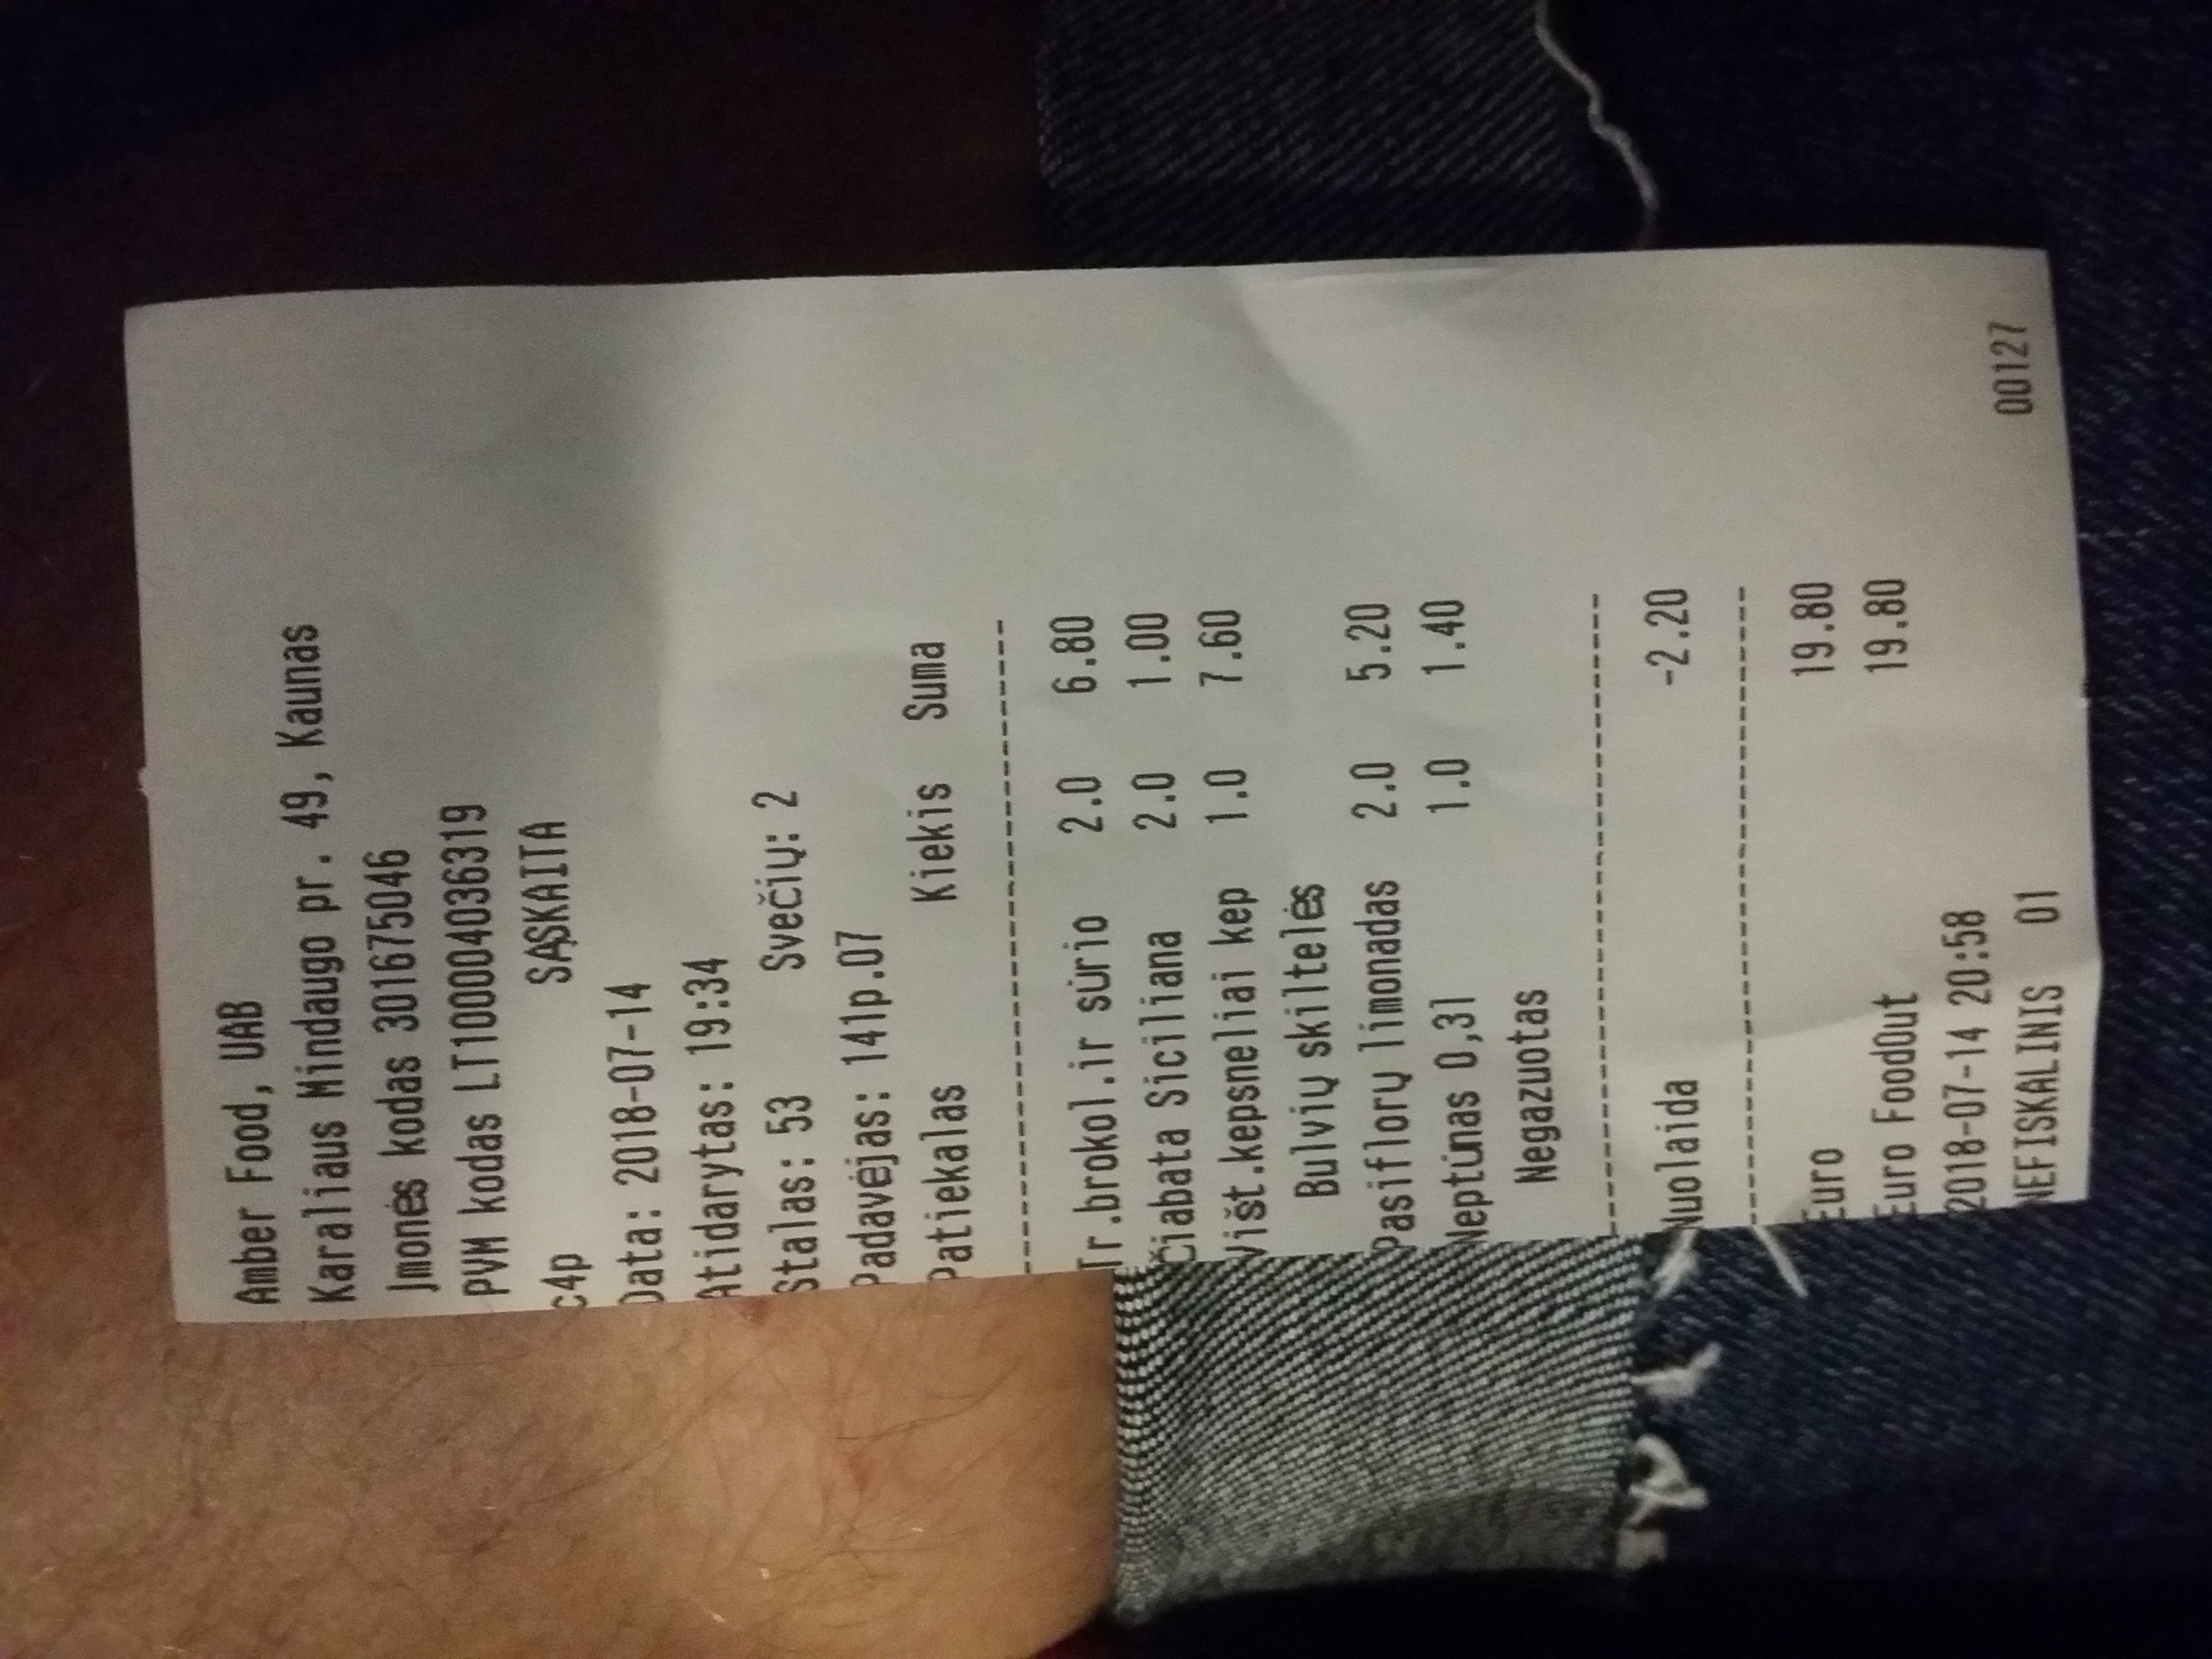 Amber Food, UAB
Karaliaus Mindaugo pr. 49, Kaunas
Įmonės kodas 301675046
PVM kodas LT100004036319
c4p SĄSKAITA
Data: 2018-07-14
Atidarytas: 19:34
Stalas: 53 Svečių: 2
Padavėjas: 141p.07
Patiekalas Kiekis Suma
--------------------------------
Tr.brokol.ir sūrio 2.0 6.80
Čiabata Siciliana 2.0 1.00
Višt.kepsneliai kep 1.0 7.60
Bulvių skiltelės
Pasiflorų limonadas 2.0 5.20
Neptūnas 0,3l 1.0 1.40
Negazuotas
--------------------------------
Nuolaida -2.20
--------------------------------
Euro 19.80
Euro FoodOut 19.80
2018-07-14 20:58
NEFISKALINIS 01 00127